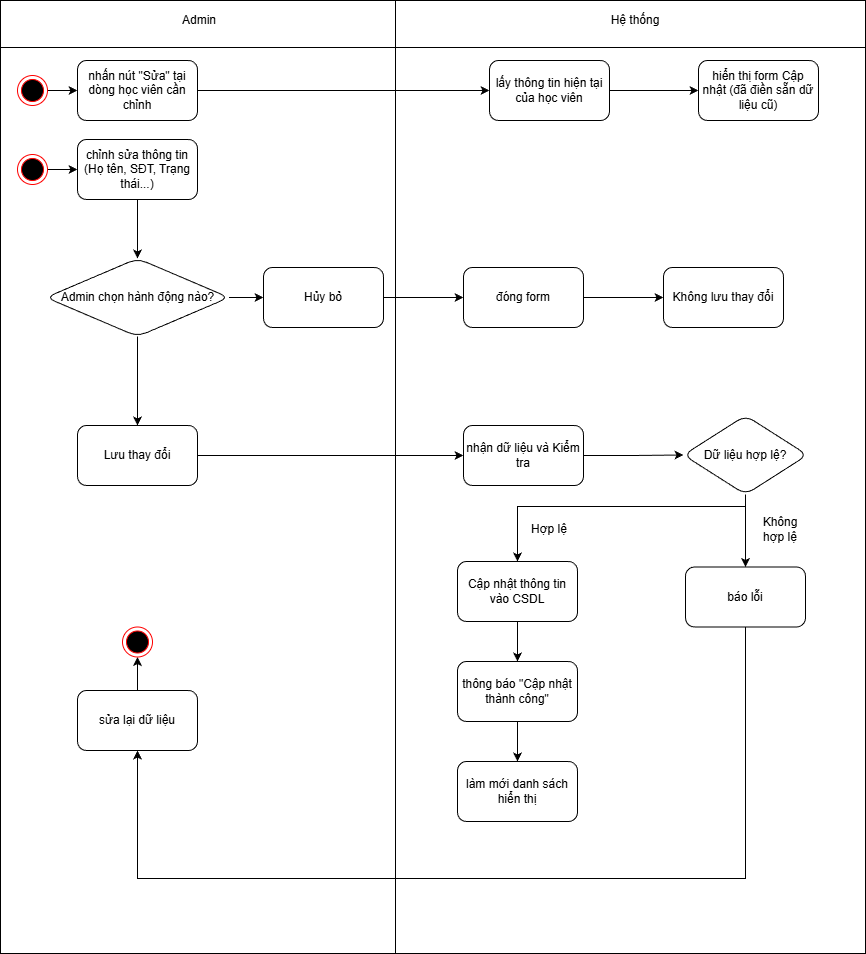 Admin
Hệ thống
nhấn nút "Sửa" tại
dòng học viên cần
chỉnh
lấy thông tin hiện tại
của học viên
hiển thị form Cập
nhật (đã điền sẵn dữ
liệu cũ)
chỉnh sửa thông tin
(Họ tên, SĐT, Trạng
thái...)
Admin chọn hành động nào?
Hủy bỏ
đóng form
Không lưu thay đổi
Lưu thay đổi
nhận dữ liệu và Kiểm
tra
Dữ liệu hợp lệ?
Hợp lệ
Không
hợp lệ
Cập nhật thông tin
vào CSDL
báo lỗi
thông báo "Cập nhật
thành công"
sửa lại dữ liệu
làm mới danh sách
hiển thị